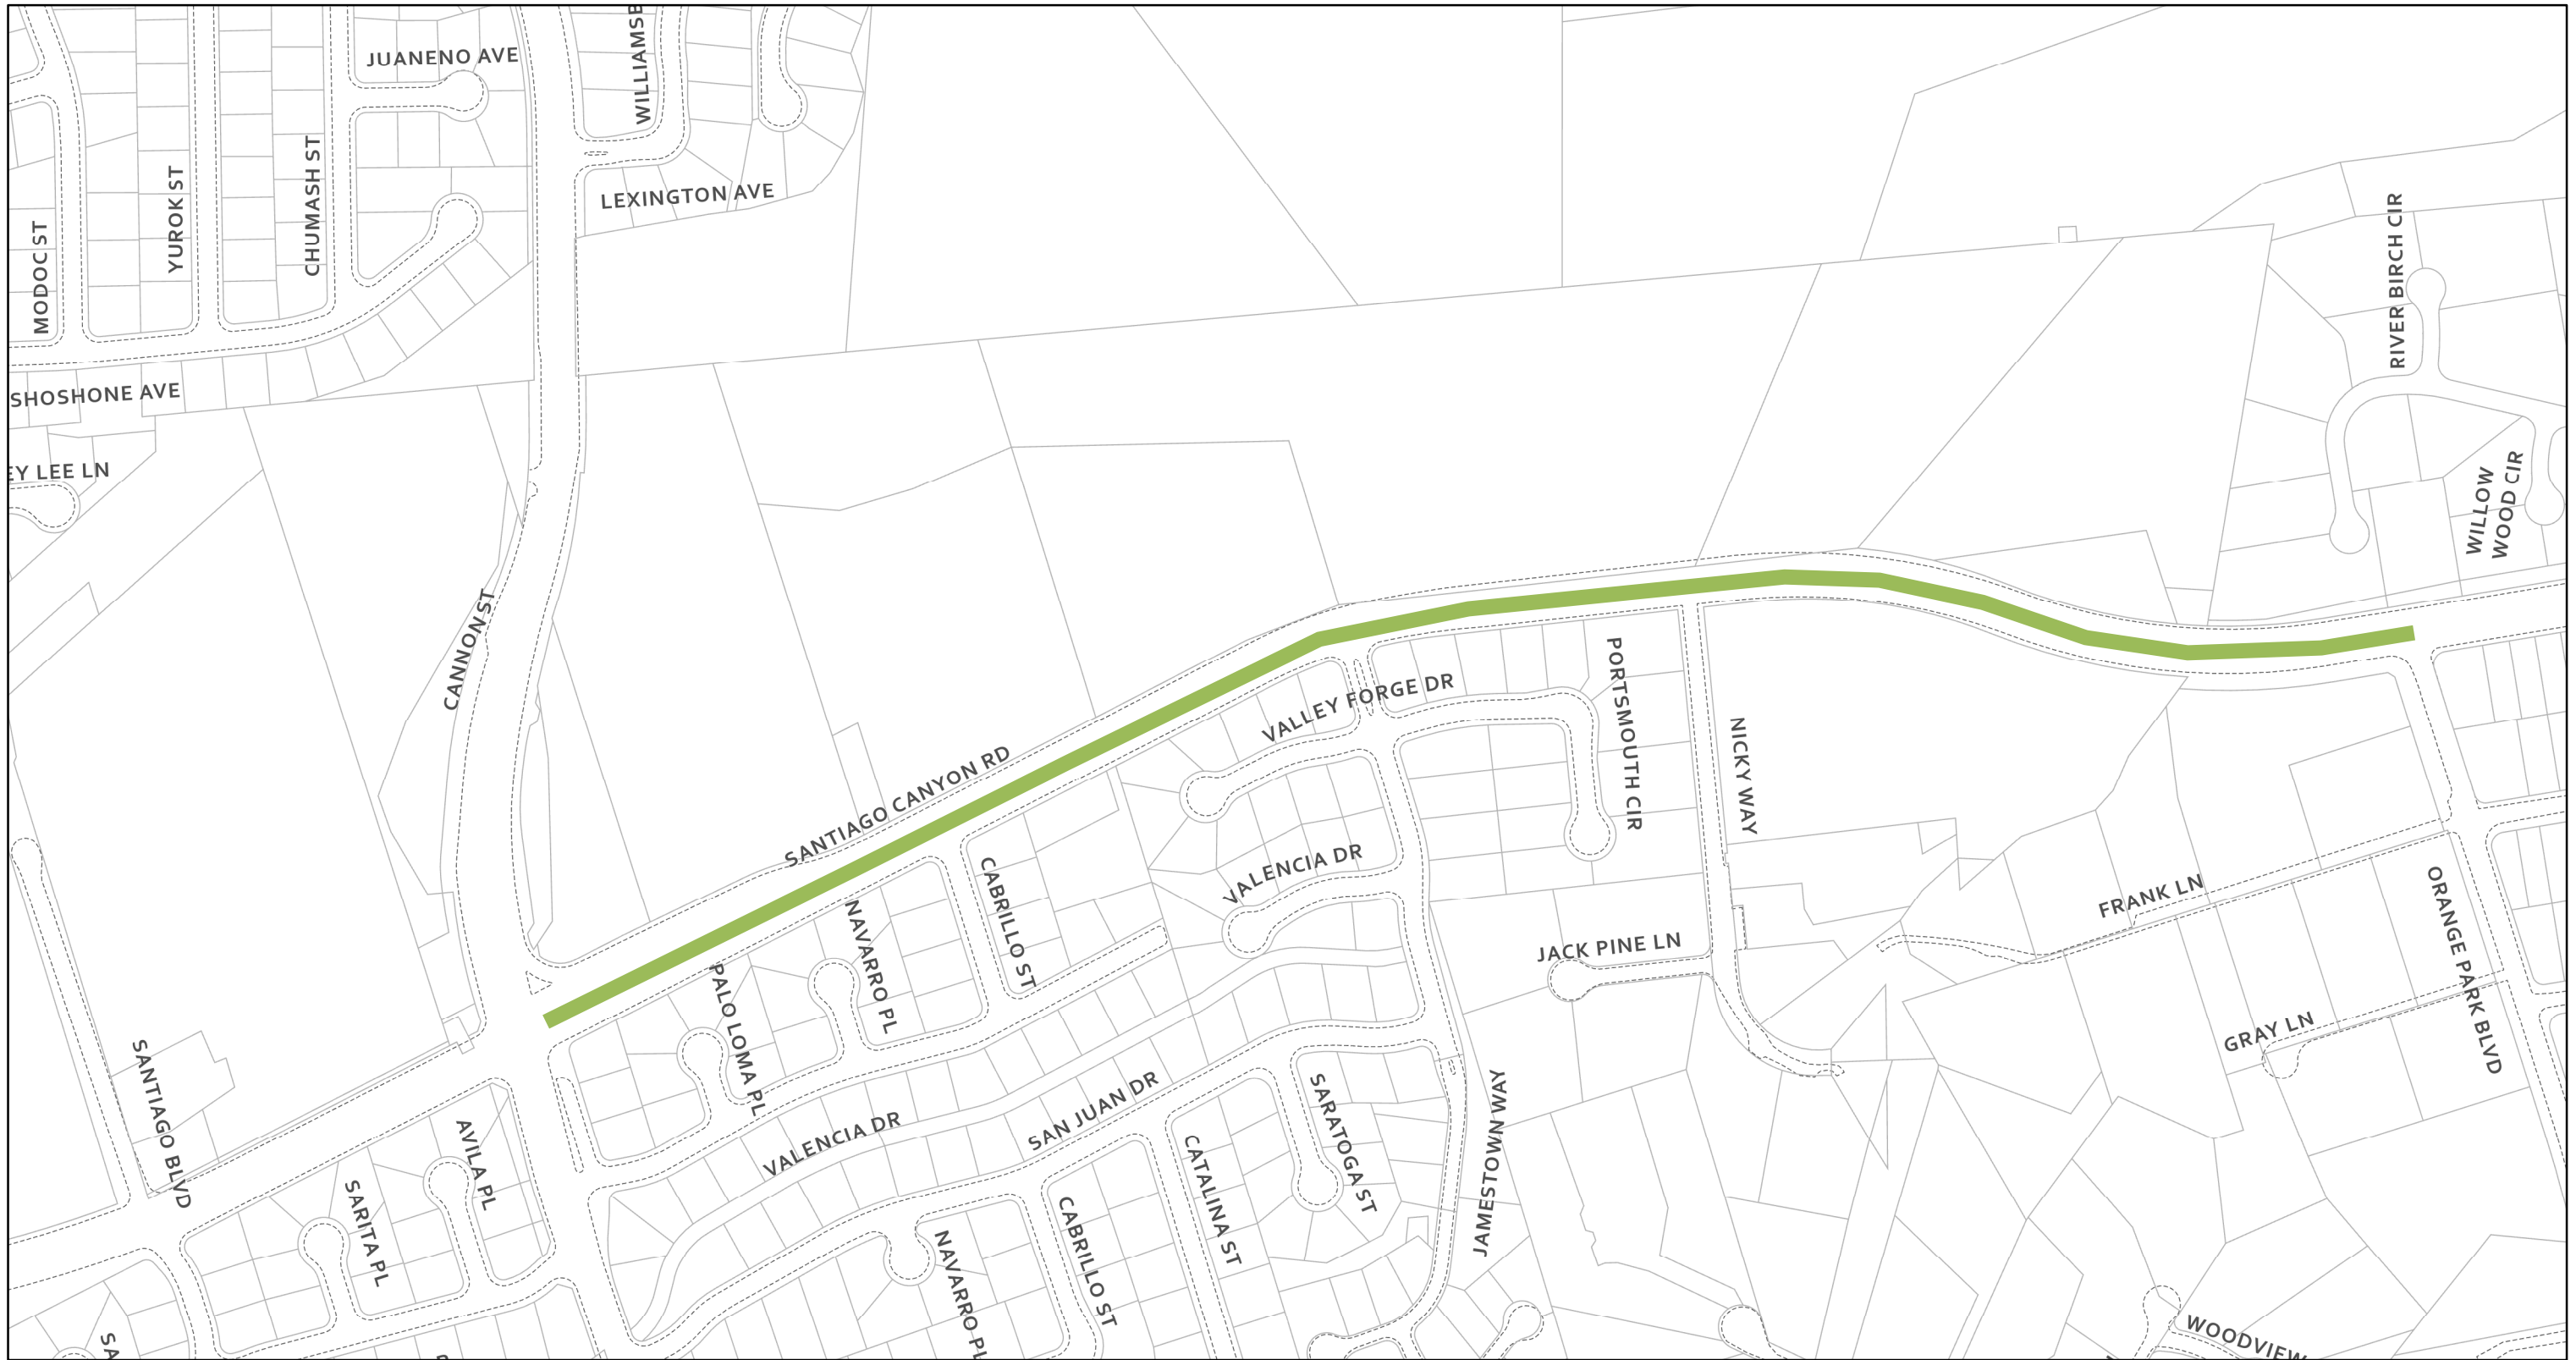 JUANENO AVE
LEXINGTON AVE
MODOC ST
YUROK ST
CHUMASH ST
RIVER BIRCH CIR
SHOSHONE AVE
LEE LN
WILLOW
WOOD CIR
CANNON ST
SANTIAGO CANYON RD
VALLEY FORGE DR
PORTSMOUTH CIR
NICKY WAY
VALENCIA DR
CABRILLO ST
NAVARRO PL
PALO LOMA PL
JACK PINE LN
FRANK LN
ORANGE PARK BLVD
GRAY LN
SANTIAGO BLVD
AVILA PL
SARITA PL
VALENCIA DR
SAN JUAN DR
SARATOGA ST
CATALINA ST
JAMESTOWN WAY
CABRILLO ST
NAVARRO PL
WOODVIEW
SA